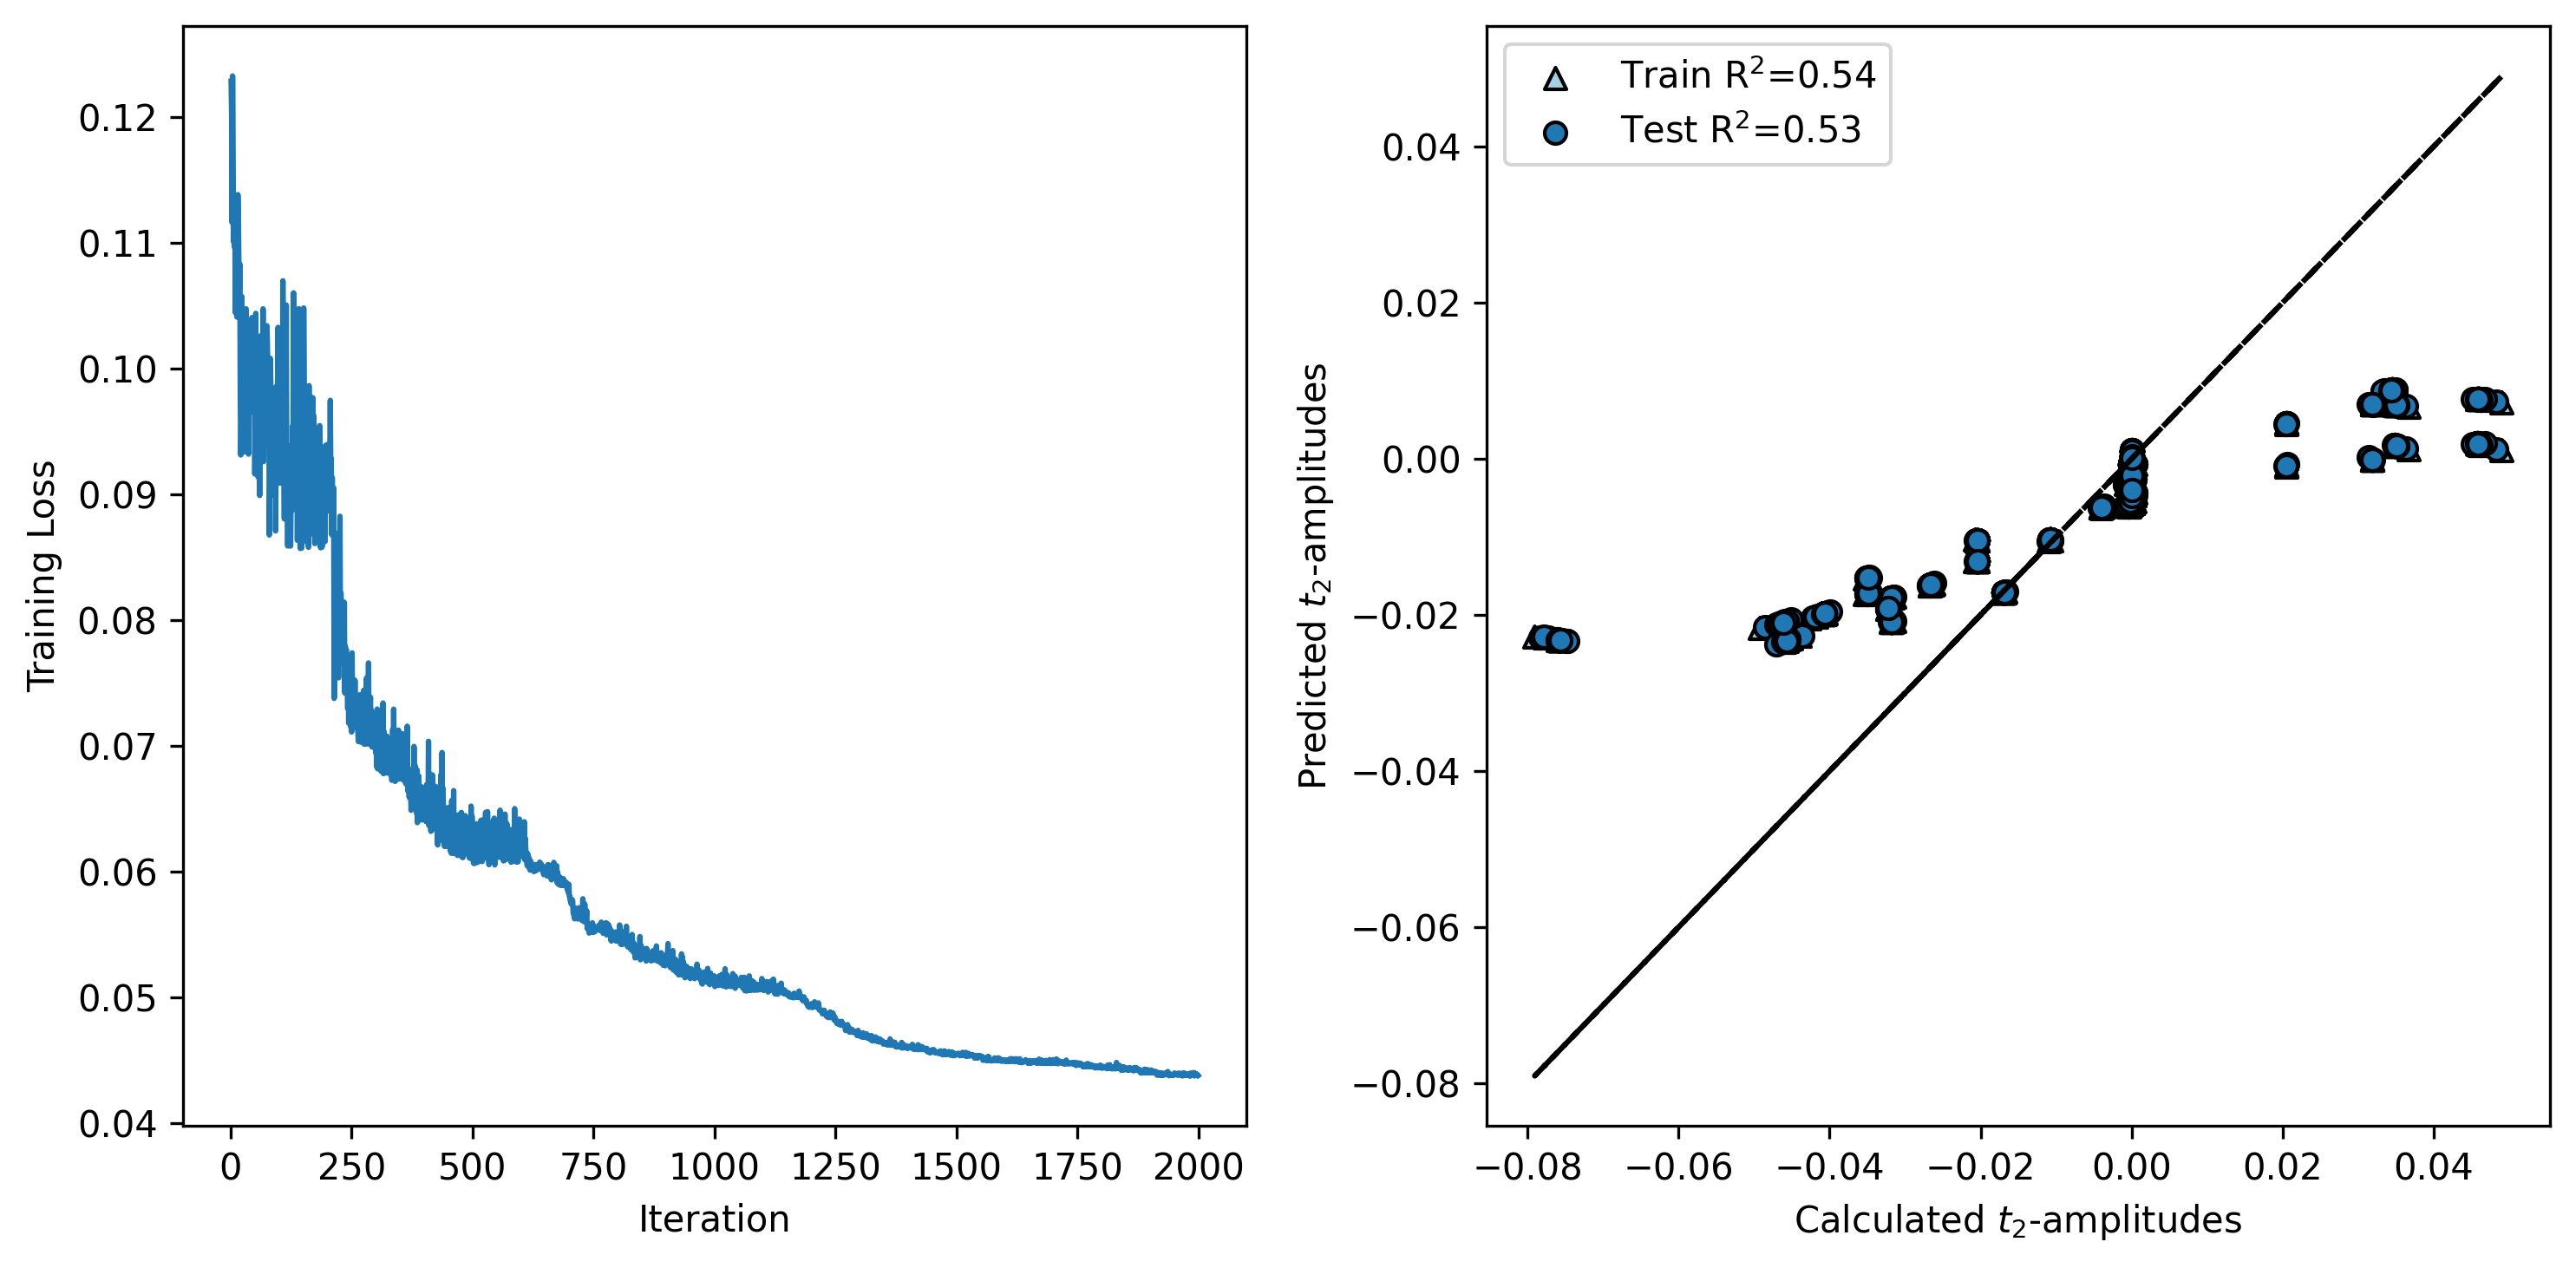 0.12
0.11
0.10
0.09
0.08
0.07
0.06
0.05
0.04
Training Loss
0 250 500 750 1000 1250 1500 1750 2000
Iteration
Train R²=0.54
Test R²=0.53
0.04
0.02
0.00
−0.02
−0.04
−0.06
−0.08
Predicted t₂-amplitudes
−0.08 −0.06 −0.04 −0.02 0.00 0.02 0.04
Calculated t₂-amplitudes